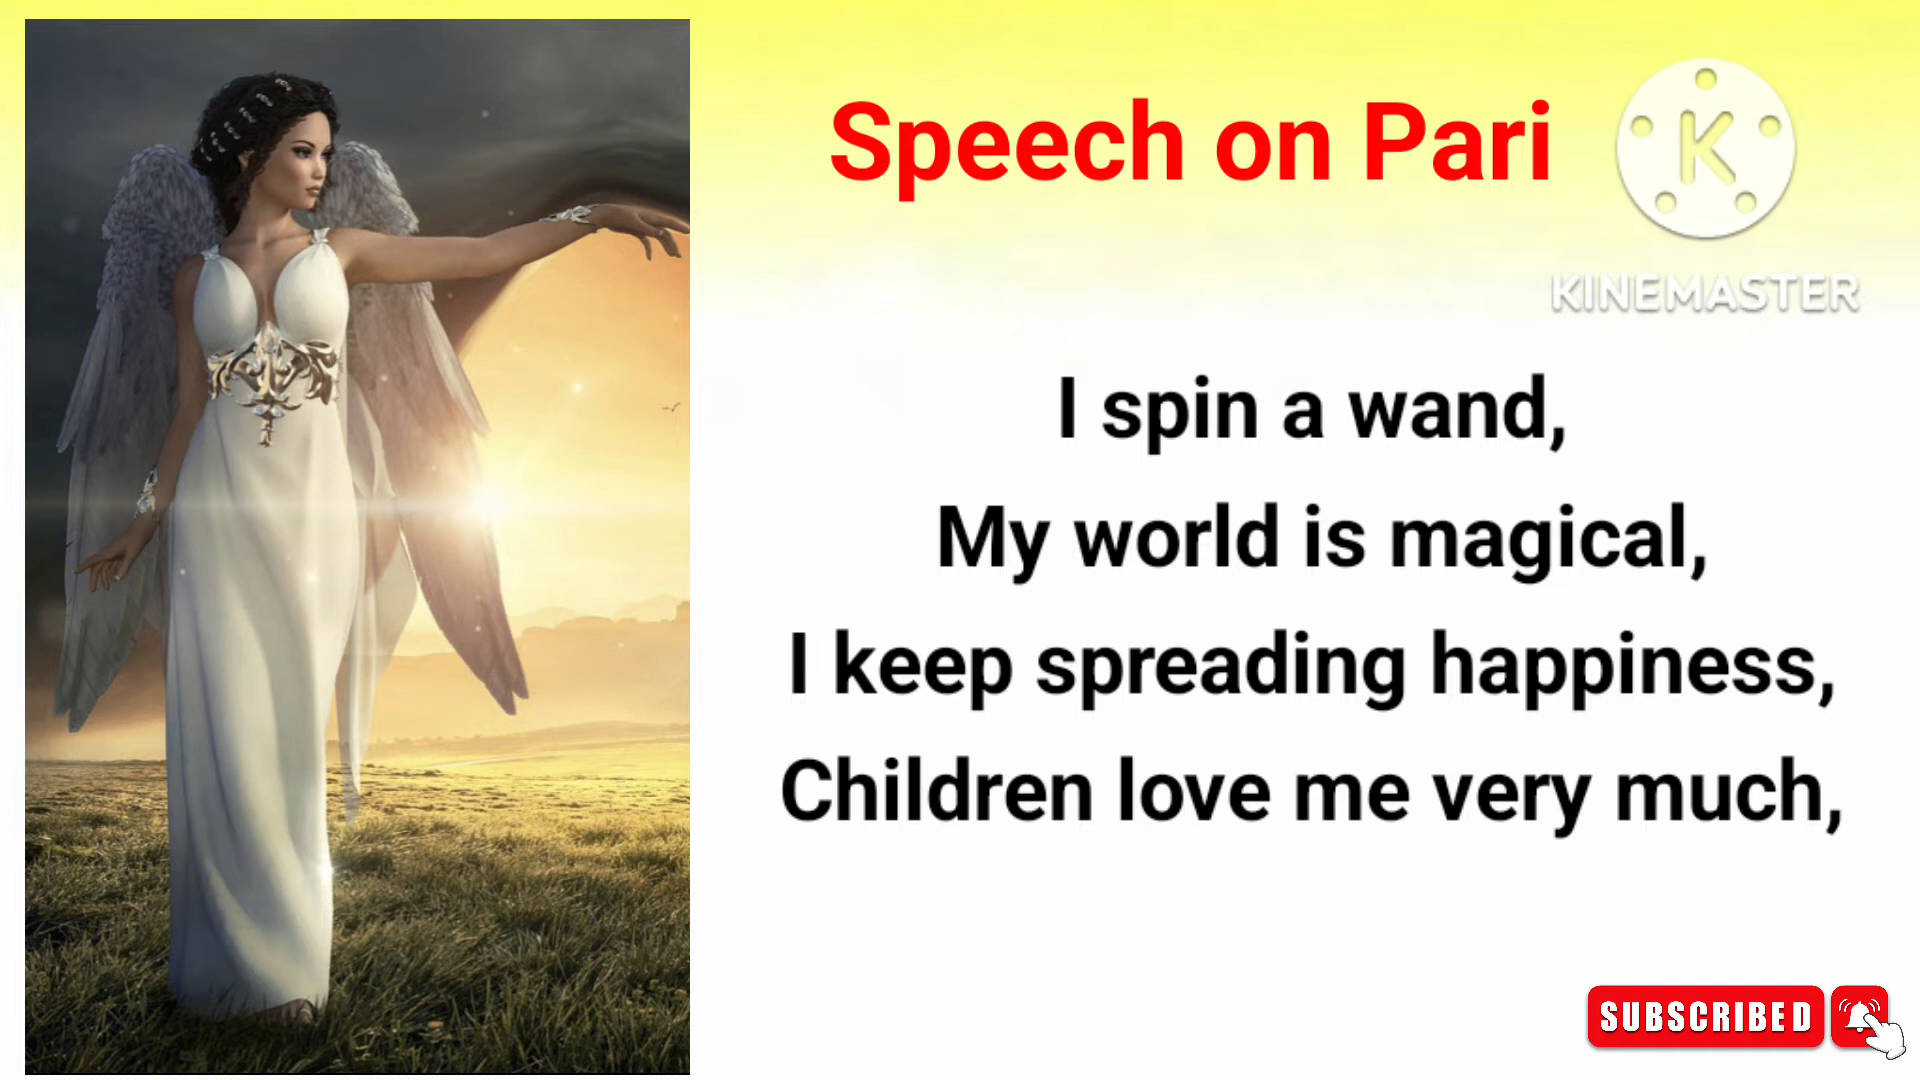 Speech on Pari
K
KINEMASTER
I spin a wand,
My world is magical,
I keep spreading happiness,
Children love me very much,
SUBSCRIBED